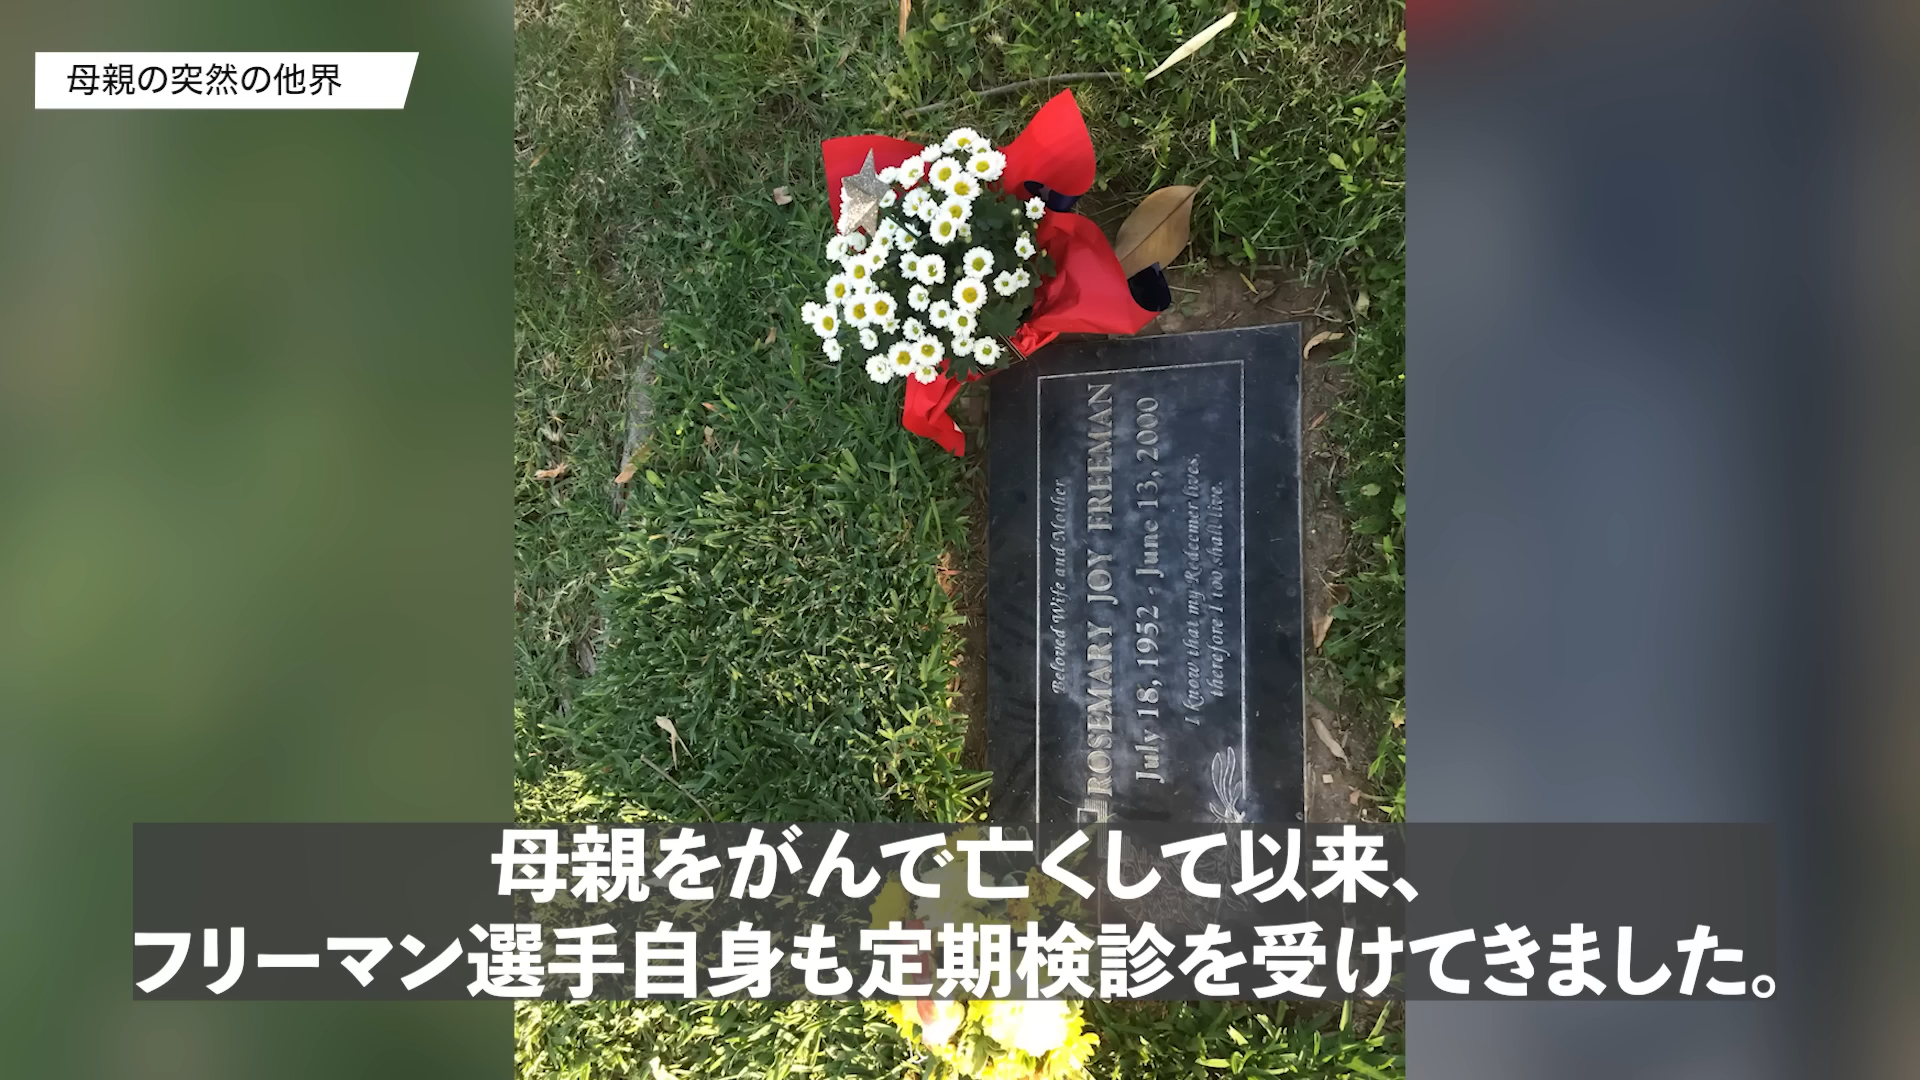 母親の突然の他界
Beloved Wife and Mother
ROSEMARY JOY FREEMAN
July 18, 1952 - June 13, 2000
I know that my Redeemer lives,
therefore I too shall live.
母親をがんで亡くして以来、
フリーマン選手自身も定期検診を受けてきました。